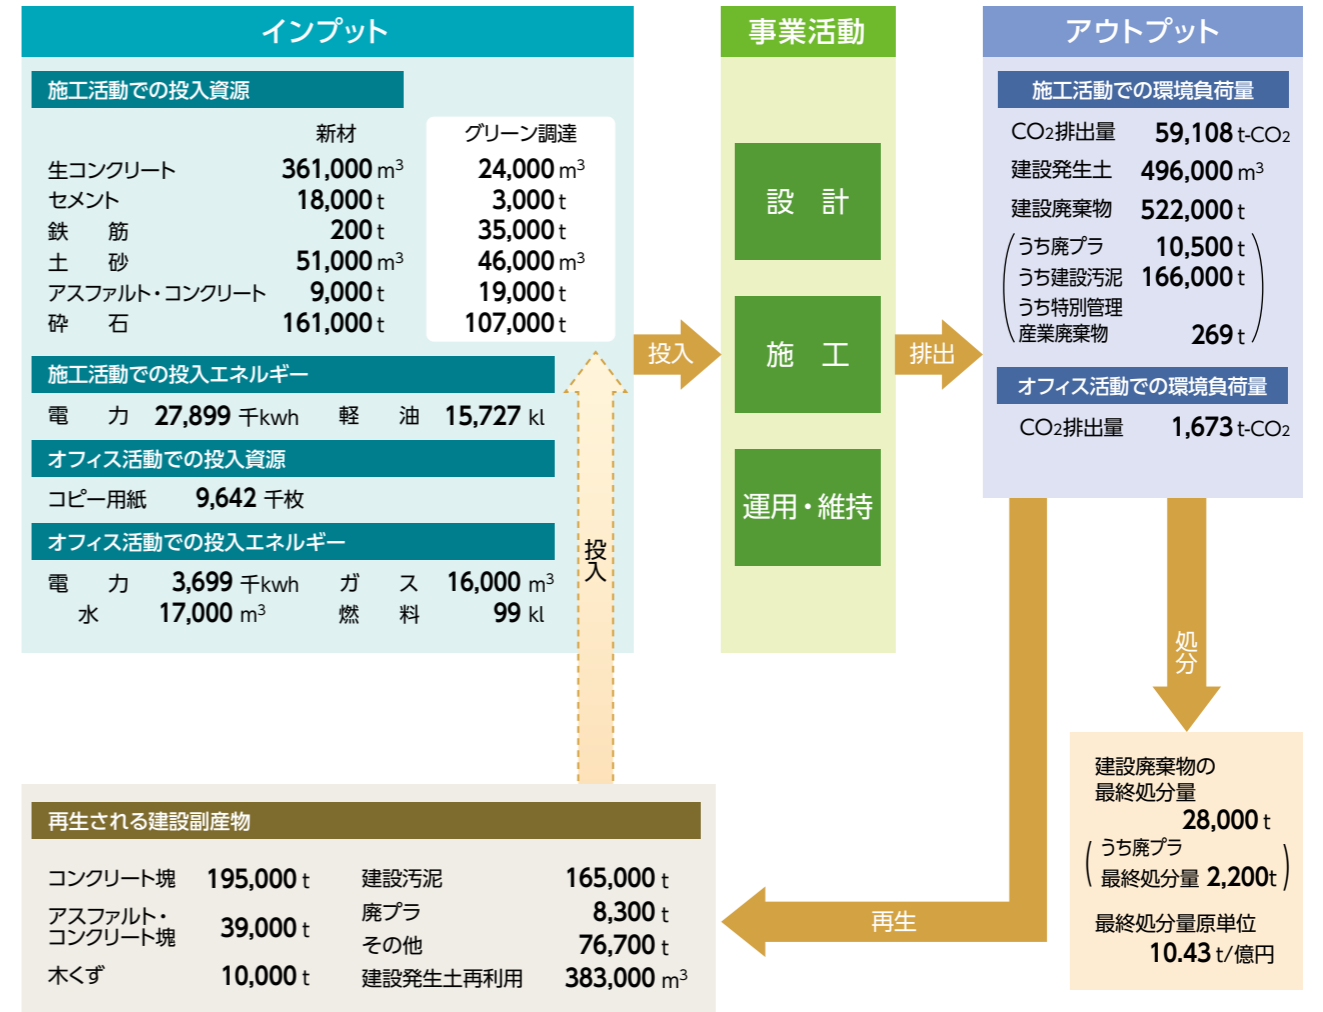 インプット
施工活動での投入資源
新材 グリーン調達
生コンクリート 361,000 m³ 24,000 m³
セメント 18,000 t 3,000 t
鉄 筋 200 t 35,000 t
土 砂 51,000 m³ 46,000 m³
アスファルト・コンクリート 9,000 t 19,000 t
砕 石 161,000 t 107,000 t
施工活動での投入エネルギー
電 力 27,899 千kwh 軽 油 15,727 kl
オフィス活動での投入資源
コピー用紙 9,642 千枚
オフィス活動での投入エネルギー
電 力 3,699 千kwh ガ ス 16,000 m³
水 17,000 m³ 燃 料 99 kl
投入
投入
事業活動
設 計
施 工
運用・維持
排出
アウトプット
施工活動での環境負荷量
CO2排出量 59,108 t-CO2
建設発生土 496,000 m³
建設廃棄物 522,000 t
(うち廃プラ 10,500 t
うち建設汚泥 166,000 t
うち特別管理
産業廃棄物 269 t)
オフィス活動での環境負荷量
CO2排出量 1,673 t-CO2
処分
建設廃棄物の
最終処分量
28,000 t
(うち廃プラ
最終処分量 2,200t)
最終処分量原単位
10.43 t/億円
再生
再生される建設副産物
コンクリート塊 195,000 t
アスファルト・
コンクリート塊 39,000 t
木くず 10,000 t
建設汚泥 165,000 t
廃プラ 8,300 t
その他 76,700 t
建設発生土再利用 383,000 m³